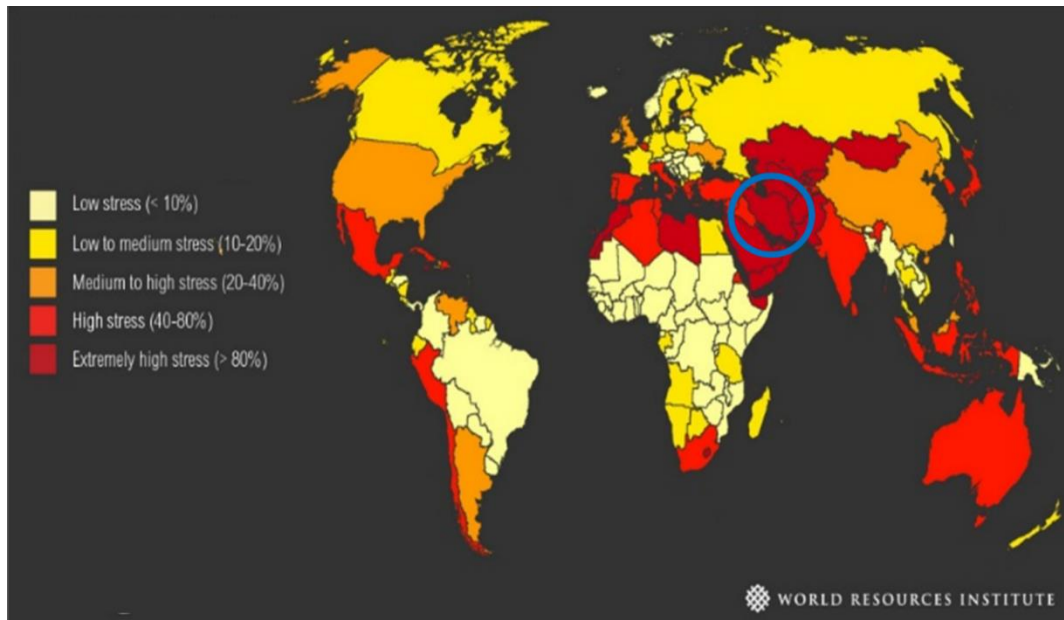 Low stress (< 10%)
Low to medium stress (10-20%)
Medium to high stress (20-40%)
High stress (40-80%)
Extremely high stress (> 80%)
WORLD RESOURCES INSTITUTE